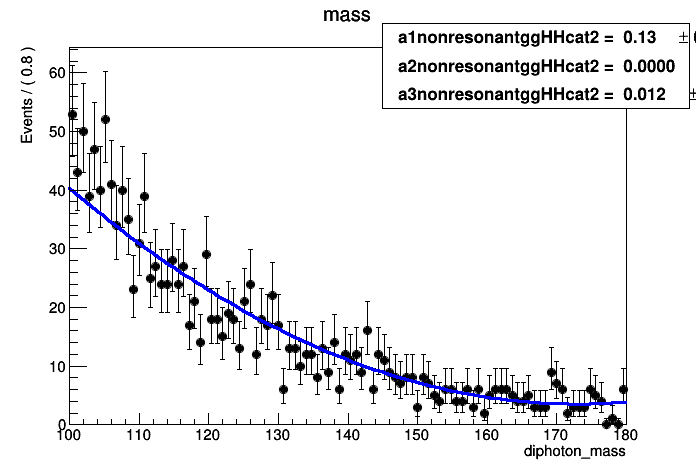 mass
a1nonresonantggHHcat2 = 0.13 ±
a2nonresonantggHHcat2 = 0.0000
a3nonresonantggHHcat2 = 0.012 ±
Events / ( 0.8 )
60
50
40
30
20
10
0
100 110 120 130 140 150 160 170 180
diphoton_mass